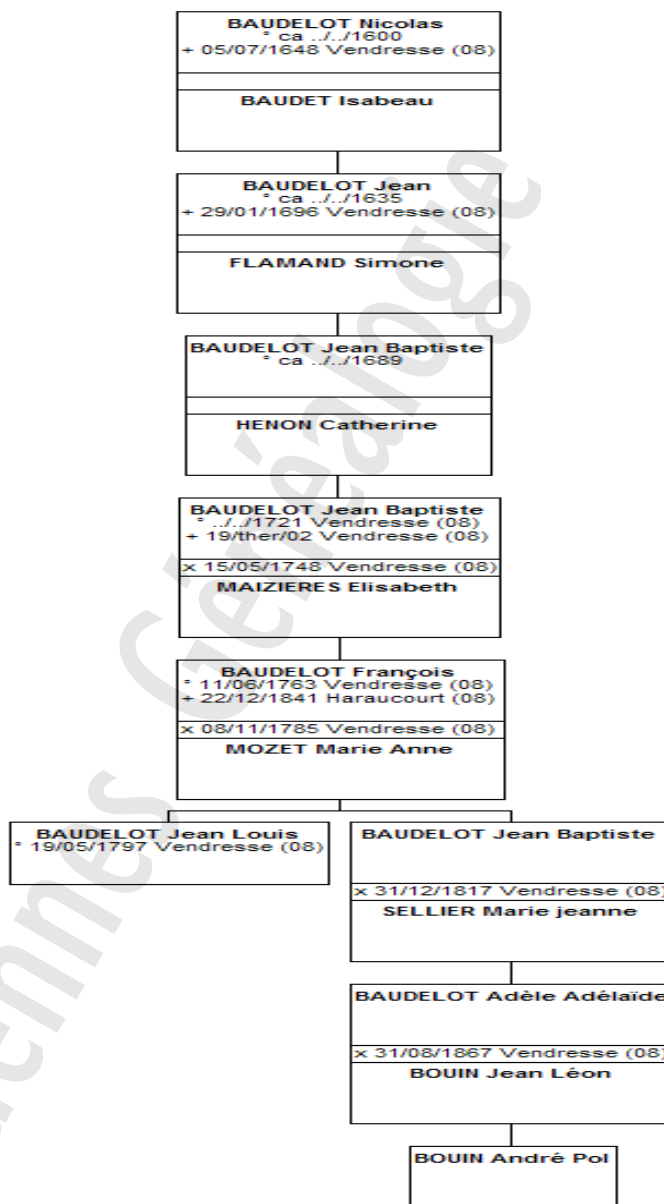 BAUDELOT Nicolas
° ca ../../1600
+ 05/07/1648 Vendresse (08)
BAUDET Isabeau
BAUDELOT Jean
° ca ../../1635
+ 29/01/1696 Vendresse (08)
FLAMAND Simone
BAUDELOT Jean Baptiste
° ca ../../1689
HENON Catherine
BAUDELOT Jean Baptiste
° ../../1721 Vendresse (08)
+ 19/ther/02 Vendresse (08)
x 15/05/1748 Vendresse (08)
MAIZIERES Elisabeth
BAUDELOT François
° 11/06/1763 Vendresse (08)
+ 22/12/1841 Haraucourt (08)
x 08/11/1785 Vendresse (08)
MOZET Marie Anne
BAUDELOT Jean Louis
° 19/05/1797 Vendresse (08)
BAUDELOT Jean Baptiste
x 31/12/1817 Vendresse (08)
SELLIER Marie jeanne
BAUDELOT Adèle Adélaïde
x 31/08/1867 Vendresse (08)
BOUIN Jean Léon
BOUIN André Pol
ennes Généalogie